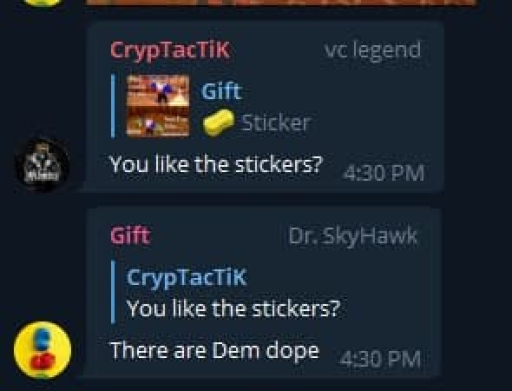 CrypTacTiK vc legend
Gift
Sticker
You like the stickers? 4:30 PM
Gift Dr. SkyHawk
CrypTacTiK
You like the stickers?
There are Dem dope 4:30 PM